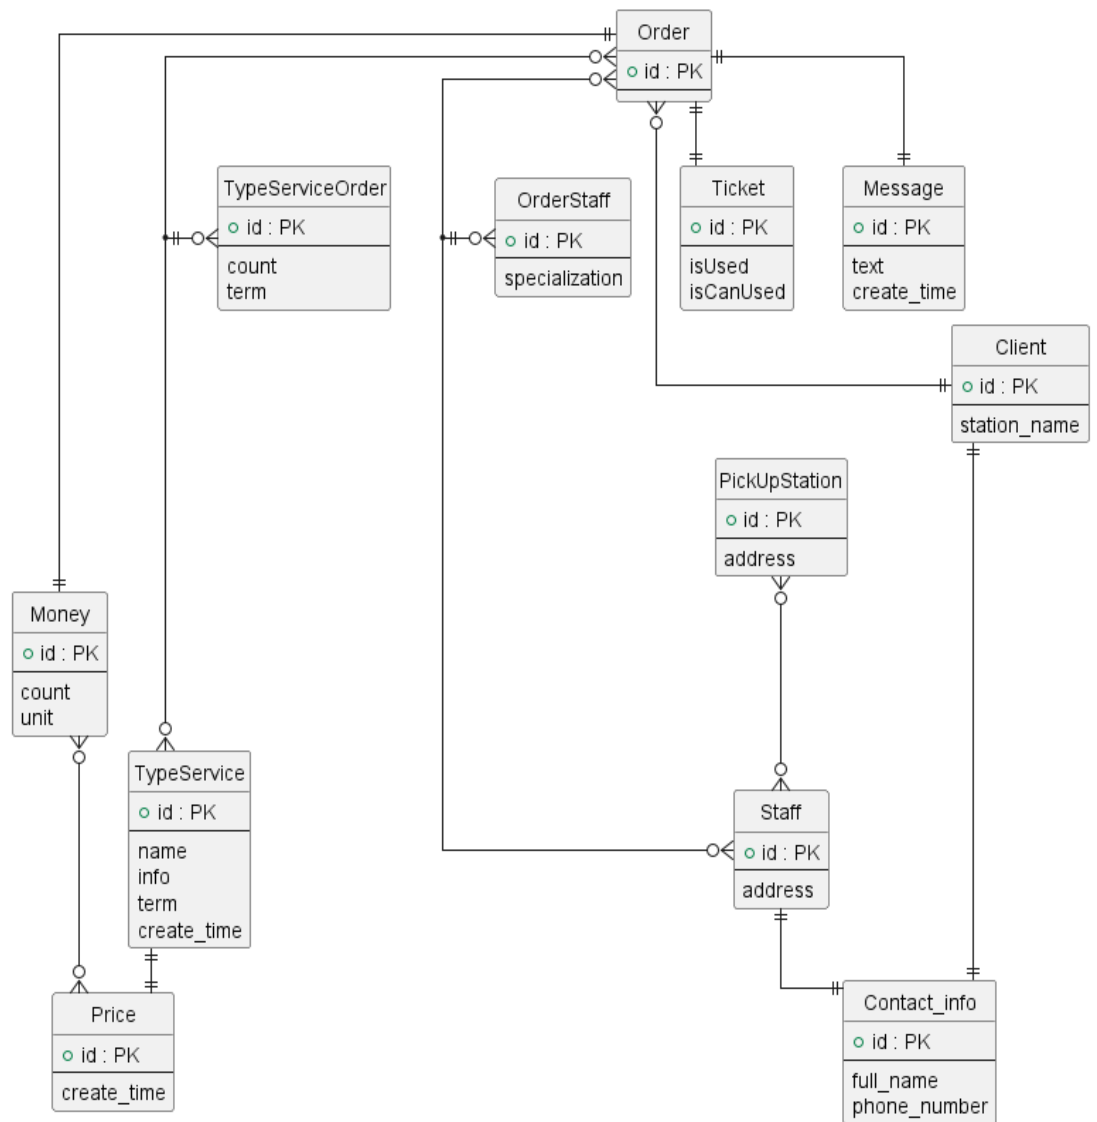 Order
id : PK
TypeServiceOrder
id : PK
count
term
OrderStaff
id : PK
specialization
Ticket
id : PK
isUsed
isCanUsed
Message
id : PK
text
create_time
Client
id : PK
station_name
PickUpStation
id : PK
address
Money
id : PK
count
unit
TypeService
id : PK
name
info
term
create_time
Staff
id : PK
address
Price
id : PK
create_time
Contact_info
id : PK
full_name
phone_number